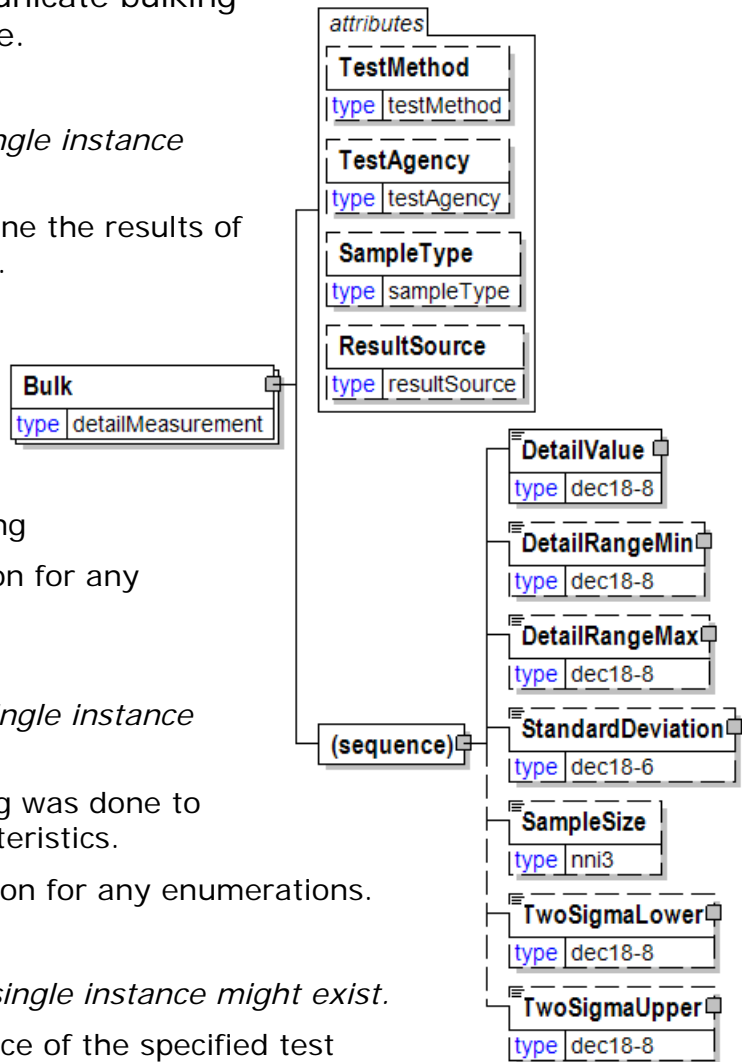 unicate bulking
e.
ngle instance
ne the results of
.
ng
on for any
ingle instance
g was done to
teristics.
on for any enumerations.
single instance might exist.
ce of the specified test
attributes
TestMethod
type testMethod
TestAgency
type testAgency
SampleType
type sampleType
ResultSource
type resultSource
Bulk
type detailMeasurement
(sequence)
DetailValue
type dec18-8
DetailRangeMin
type dec18-8
DetailRangeMax
type dec18-8
StandardDeviation
type dec18-6
SampleSize
type nni3
TwoSigmaLower
type dec18-8
TwoSigmaUpper
type dec18-8